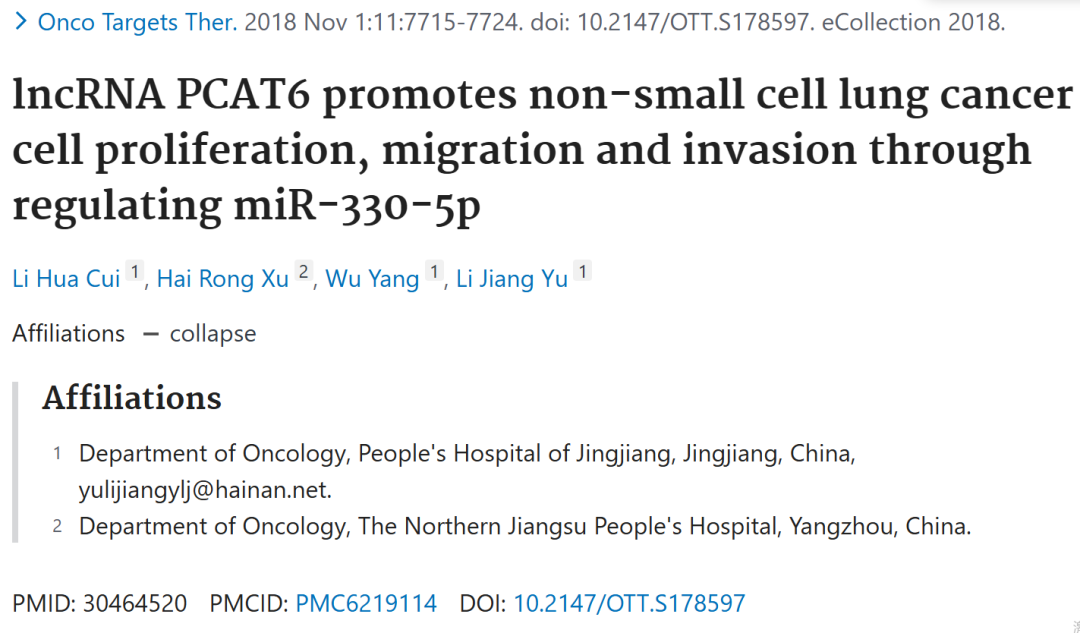 > Onco Targets Ther. 2018 Nov 1:11:7715-7724. doi: 10.2147/OTT.S178597. eCollection 2018.
lncRNA PCAT6 promotes non-small cell lung cancer
cell proliferation, migration and invasion through
regulating miR-330-5p
Li Hua Cui 1, Hai Rong Xu 2, Wu Yang 1, Li Jiang Yu 1
Affiliations − collapse
Affiliations
1 Department of Oncology, People's Hospital of Jingjiang, Jingjiang, China,
yulijiangylj@hainan.net.
2 Department of Oncology, The Northern Jiangsu People's Hospital, Yangzhou, China.
PMID: 30464520 PMCID: PMC6219114 DOI: 10.2147/OTT.S178597